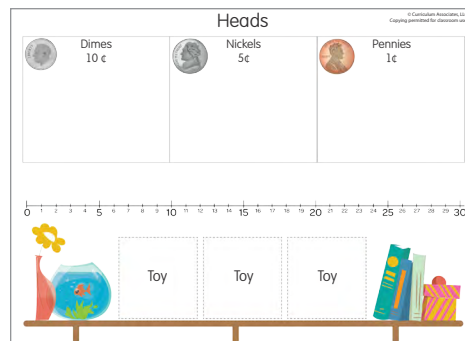 Heads
© Curriculum Associates,
Copying permitted for classroom
Dimes
10 ¢
Nickels
5¢
Pennies
1¢
0 1 2 3 4 5 6 7 8 9 10 11 12 13 14 15 16 17 18 19 20 21 22 23 24 25 26 27 28 29 30
Toy
Toy
Toy